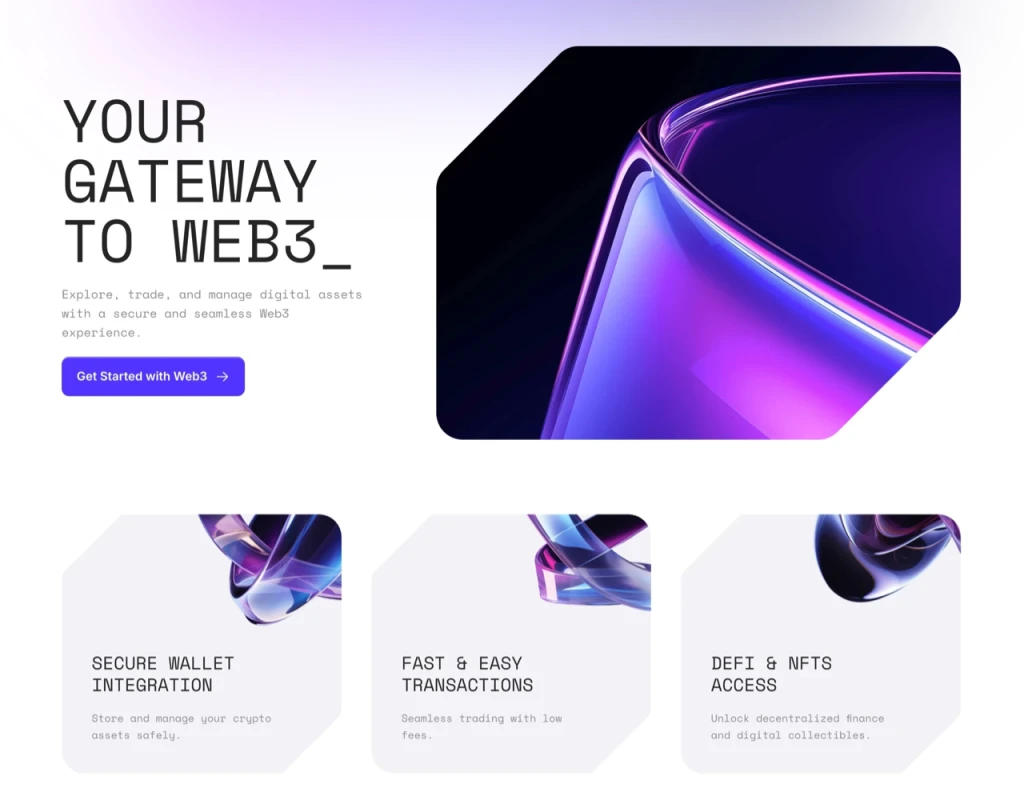 YOUR
GATEWAY
TO WEB3_
Explore, trade, and manage digital assets
with a secure and seamless Web3
experience.
Get Started with Web3 →
SECURE WALLET
INTEGRATION
Store and manage your crypto
assets safely.
FAST & EASY
TRANSACTIONS
Seamless trading with low
fees.
DEFI & NFTS
ACCESS
Unlock decentralized finance
and digital collectibles.